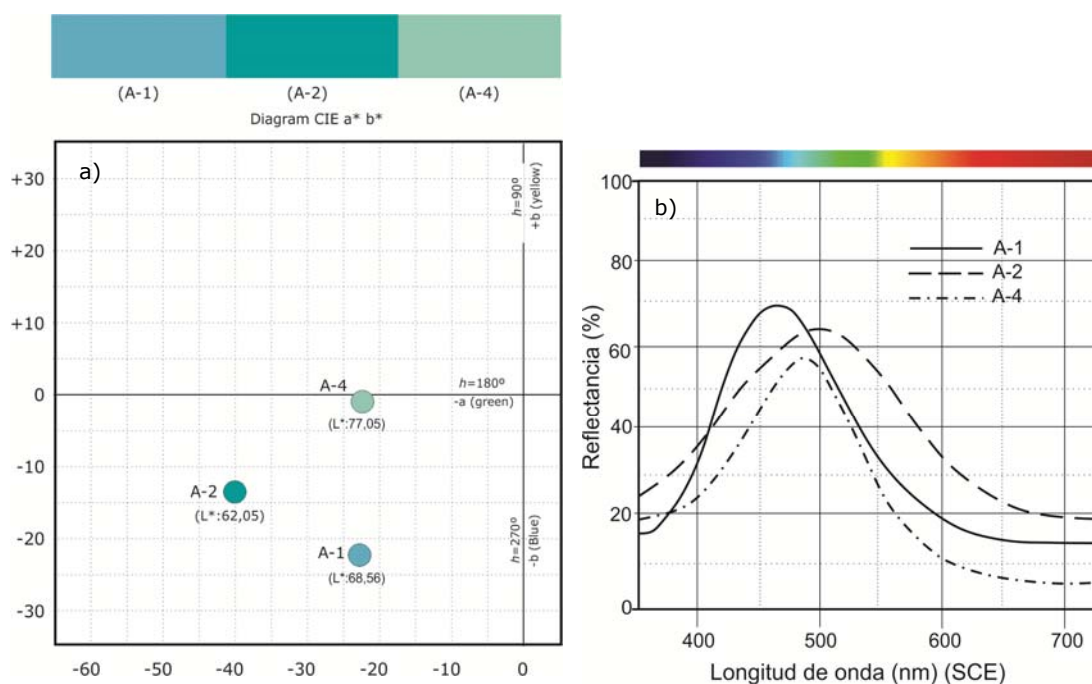 (A-1)
(A-2)
(A-4)
Diagram CIE a* b*
a)
+30
+20
+10
0
-10
-20
-30
-60
-50
-40
-30
-20
-10
0
h=90º
+b (yellow)
h=180º
-a (green)
h=270º
-b (Blue)
A-4
(L*:77,05)
A-2
(L*:62,05)
A-1
(L*:68,56)
b)
A-1
A-2
A-4
Reflectancia (%)
100
80
60
40
20
0
400
500
600
700
Longitud de onda (nm) (SCE)